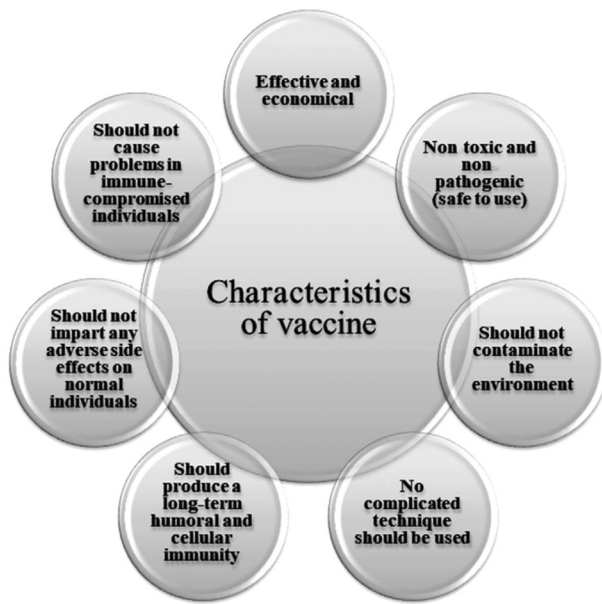 Effective and
economical
Non toxic and
non
pathogenic
(safe to use)
Should not
contaminate
the
environment
No
complicated
technique
should be used
Should
produce a
long-term
humoral and
cellular
immunity
Should not
impart any
adverse side
effects on
normal
individuals
Should not
cause
problems in
immune-
compromised
individuals
Characteristics
of vaccine